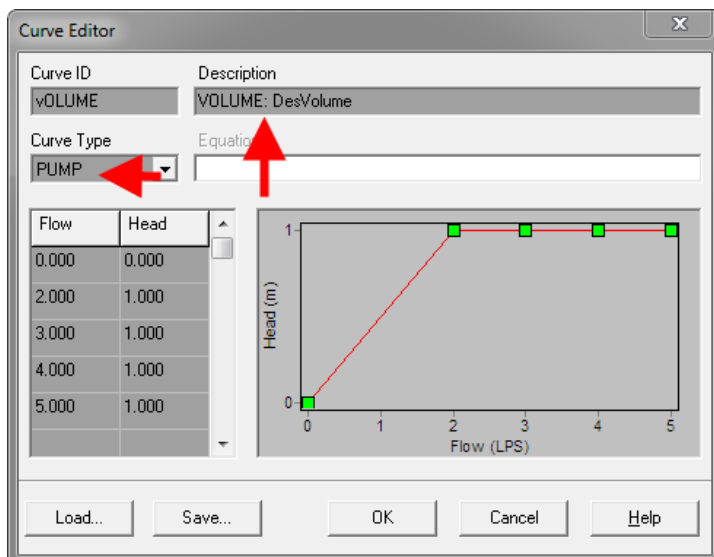 Curve Editor
Curve ID Description
vOLUME VOLUME: DesVolume
Curve Type Equation
PUMP
Flow Head
0.000 0.000
2.000 1.000
3.000 1.000
4.000 1.000
5.000 1.000
1
0
Head (m)
0 1 2 3 4 5
Flow (LPS)
Load... Save... OK Cancel Help